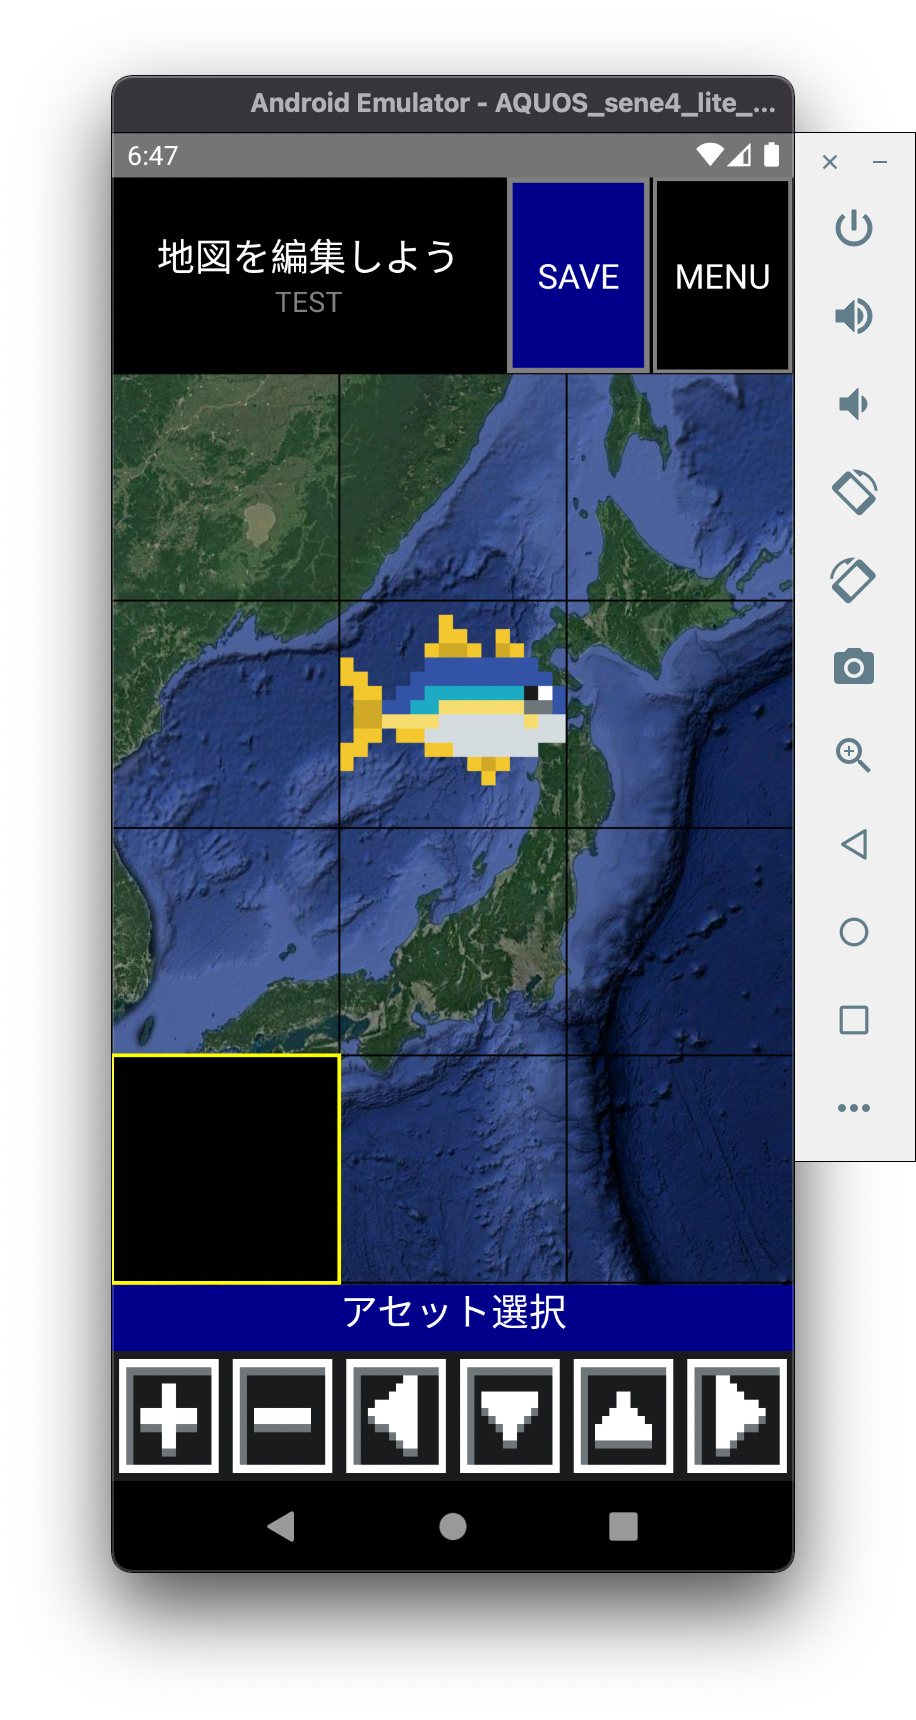 Android Emulator - AQUOS_sene4_lite_...
6:47
地図を編集しよう
TEST
SAVE
MENU
アセット選択